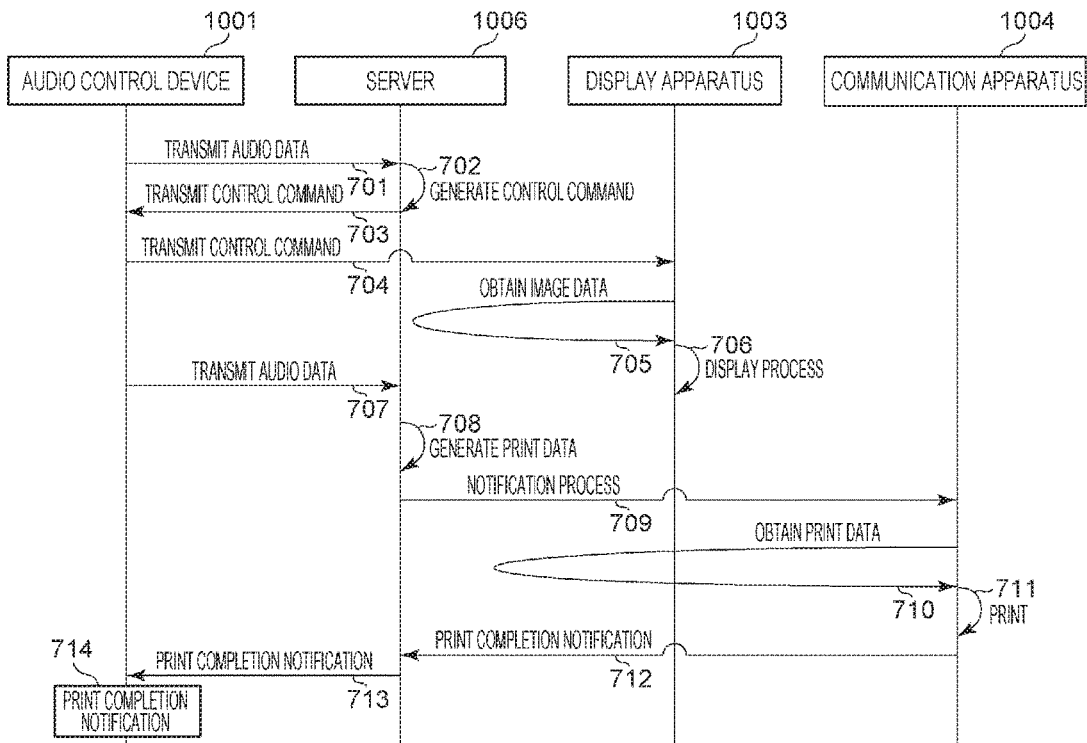 1001
1006
1003
1004
AUDIO CONTROL DEVICE
SERVER
DISPLAY APPARATUS
COMMUNICATION APPARATUS
TRANSMIT AUDIO DATA
701
702
GENERATE CONTROL COMMAND
TRANSMIT CONTROL COMMAND
703
TRANSMIT CONTROL COMMAND
704
OBTAIN IMAGE DATA
705
706
DISPLAY PROCESS
TRANSMIT AUDIO DATA
707
708
GENERATE PRINT DATA
NOTIFICATION PROCESS
709
OBTAIN PRINT DATA
710
711
PRINT
PRINT COMPLETION NOTIFICATION
712
PRINT COMPLETION NOTIFICATION
713
714
PRINT COMPLETION
NOTIFICATION